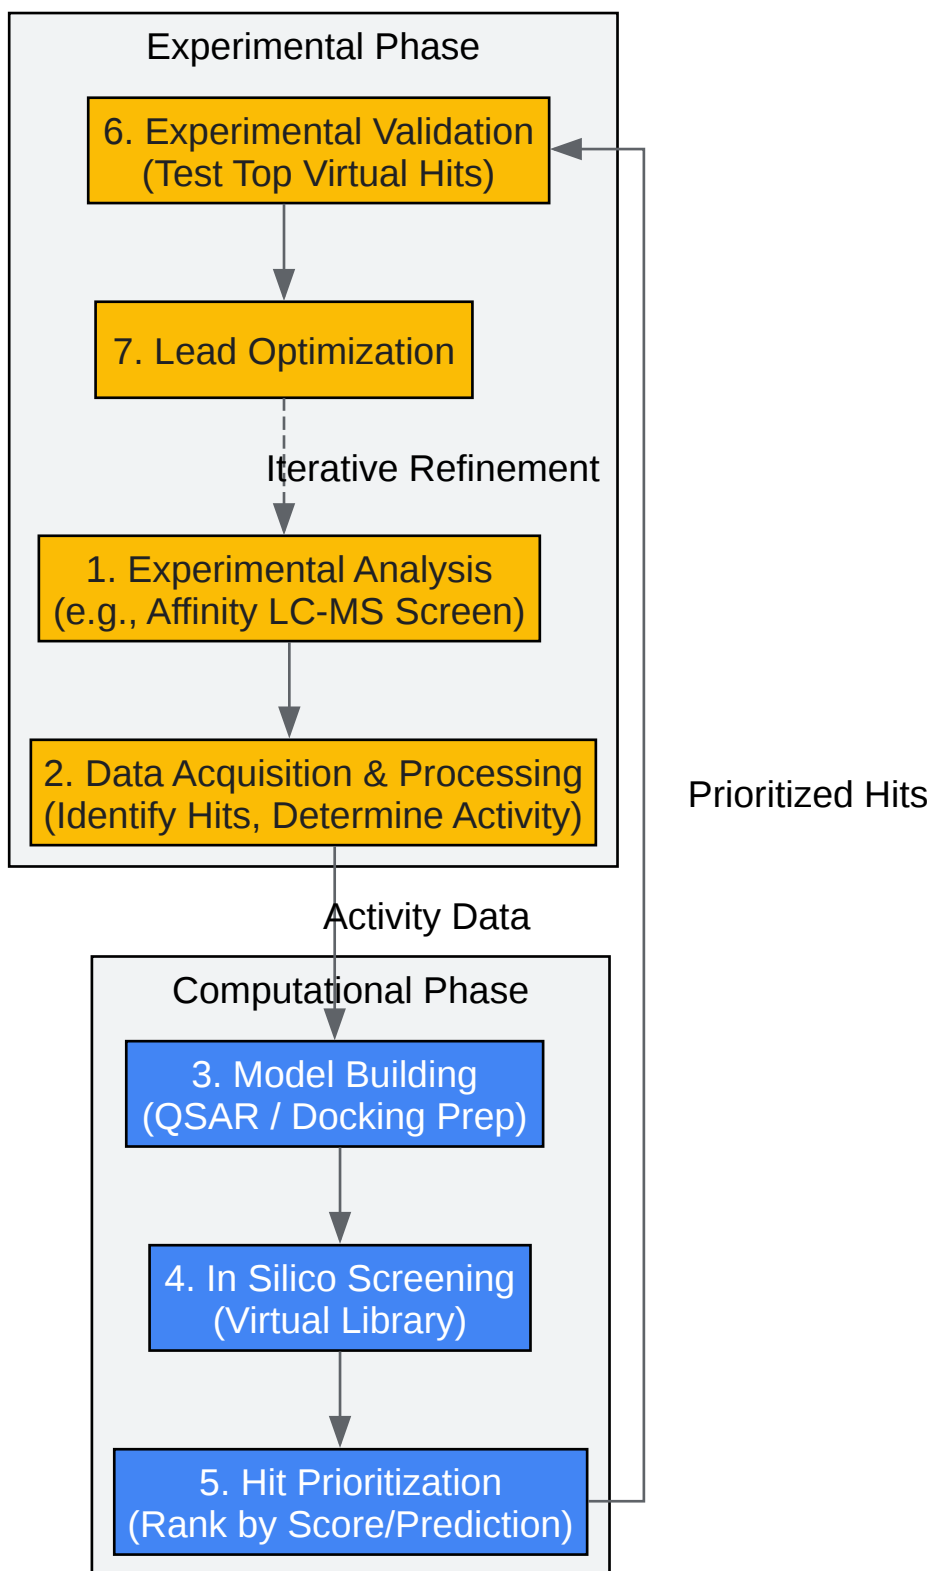 Experimental Phase
6. Experimental Validation
(Test Top Virtual Hits)
7. Lead Optimization
Iterative Refinement
1. Experimental Analysis
(e.g., Affinity LC-MS Screen)
2. Data Acquisition & Processing
(Identify Hits, Determine Activity)
Prioritized Hits
Activity Data
Computational Phase
3. Model Building
(QSAR / Docking Prep)
4. In Silico Screening
(Virtual Library)
5. Hit Prioritization
(Rank by Score/Prediction)